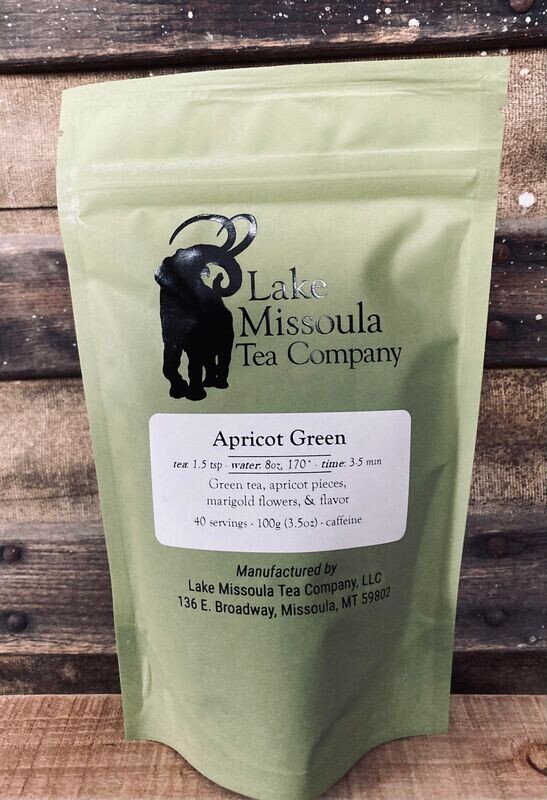 Lake
Missoula
Tea Company
Apricot Green
tea: 1.5 tsp - water: 8oz, 170° - time: 3-5 min
Green tea, apricot pieces,
marigold flowers, & flavor
40 servings - 100g (3.5oz) - caffeine
Manufactured by
Lake Missoula Tea Company, LLC
136 E. Broadway, Missoula, MT 59802